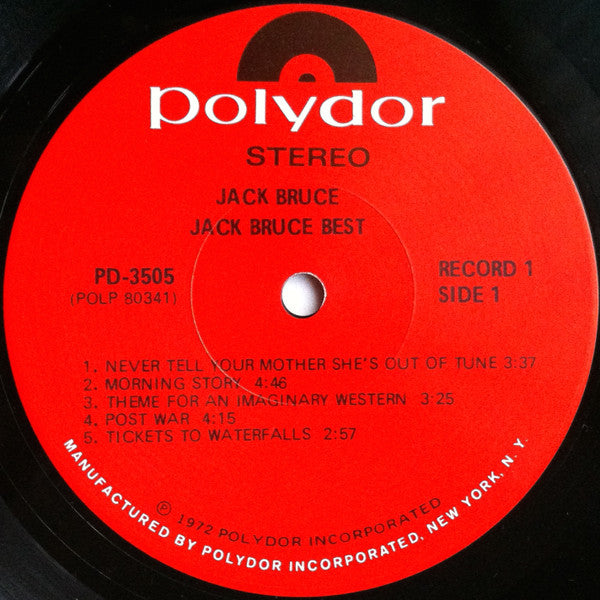 polydor
STEREO
JACK BRUCE
JACK BRUCE BEST
PD-3505
(POLP 80341)
RECORD 1
SIDE 1
1. NEVER TELL YOUR MOTHER SHE'S OUT OF TUNE 3:37
2. MORNING STORY 4:46
3. THEME FOR AN IMAGINARY WESTERN 3:25
4. POST WAR 4:15
5. TICKETS TO WATERFALLS 2:57
Ⓟ 1972 POLYDOR INCORPORATED
MANUFACTURED BY POLYDOR INCORPORATED, NEW YORK, N. Y.